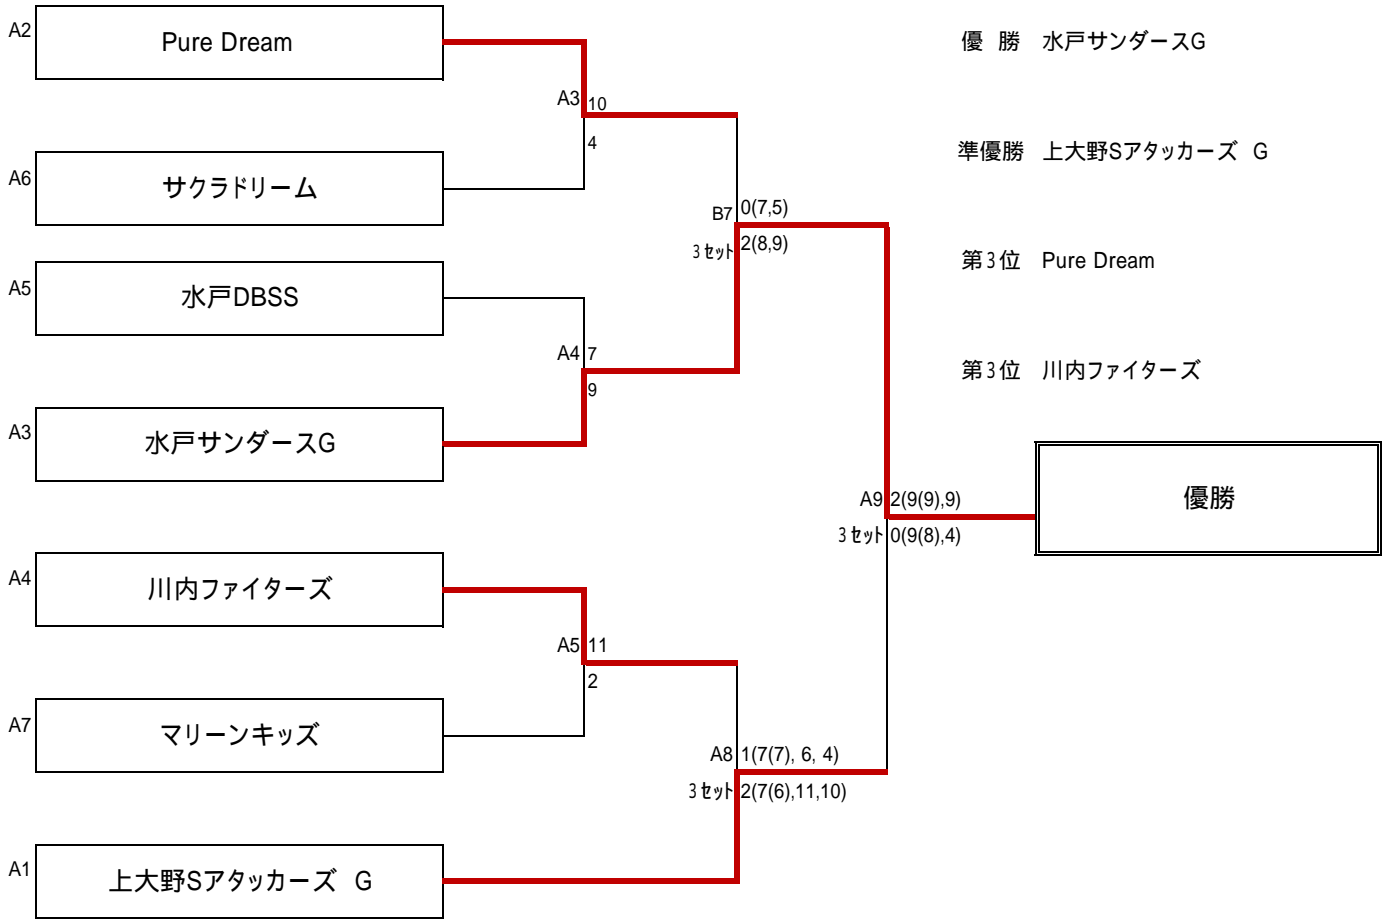 A2
Pure Dream
A3
10
4
A6
サクラドリーム
B7
0(7,5)
3セット
2(8,9)
A5
水戸DBSS
A4
7
9
A3
水戸サンダースG
A9
2(9(9),9)
3セット
0(9(8),4)
A4
川内ファイターズ
A5
11
2
A7
マリーンキッズ
A8
1(7(7), 6, 4)
3セット
2(7(6),11,10)
A1
上大野Sアタッカーズ G
優 勝 水戸サンダースG
準優勝 上大野Sアタッカーズ G
第3位 Pure Dream
第3位 川内ファイターズ
優勝